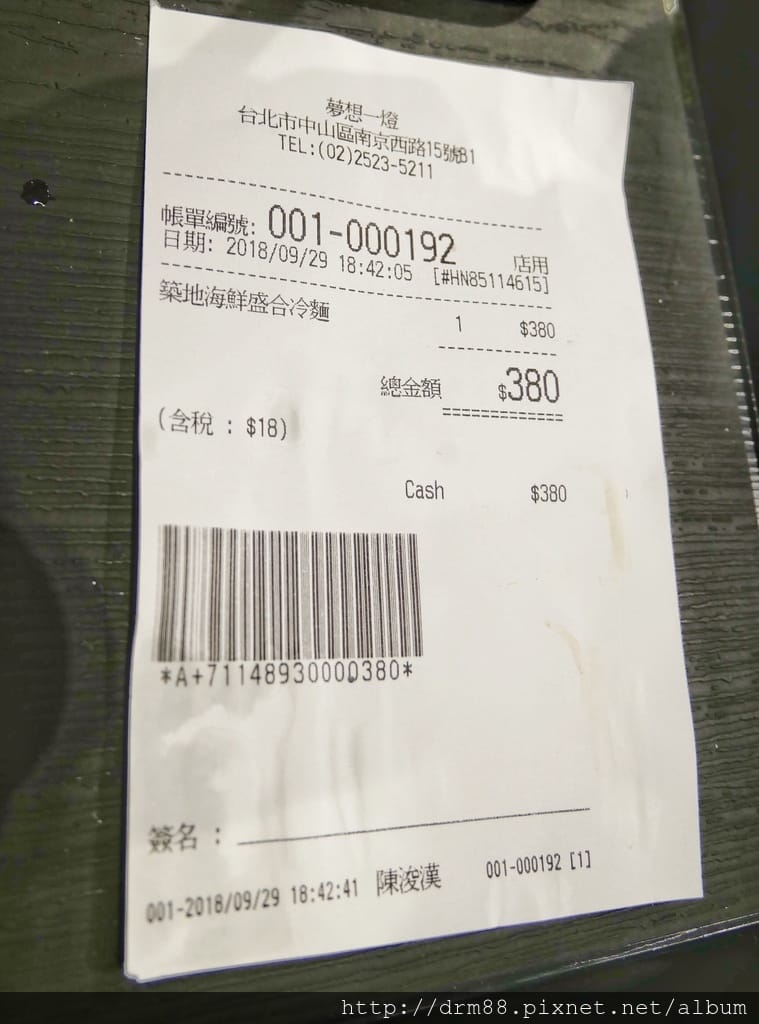 夢想一燈
台北市中山區南京西路15號B1
TEL:(02)2523-5211
帳單編號: 001-000192 店用
日期: 2018/09/29 18:42:05 [#HN85114615]
築地海鮮盛合冷麵 1 $380
總金額 $380
(含稅 : $18)
Cash $380
*A+71148930000380*
簽名 :
001-2018/09/29 18:42:41 陳浚漢 001-000192 [1]
http://drm88.pixnet.net/album